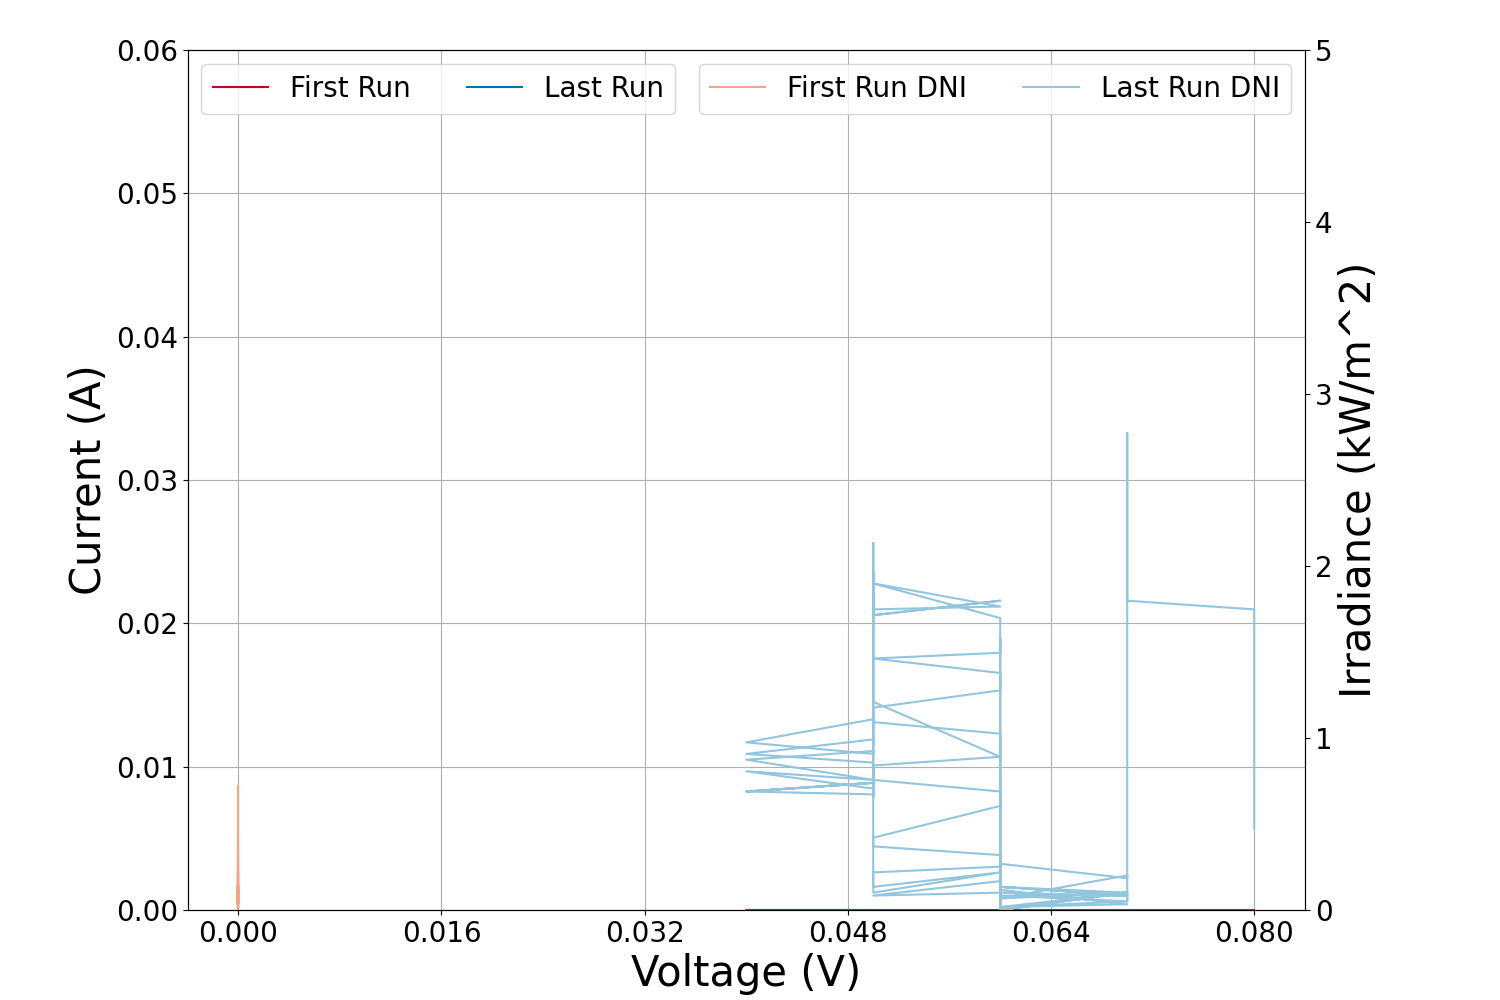 First Run
Last Run
First Run DNI
Last Run DNI
0.06
0.05
0.04
0.03
0.02
0.01
0.00
Current (A)
5
4
3
2
1
0
Irradiance (kW/m^2)
0.000 0.016 0.032 0.048 0.064 0.080
Voltage (V)